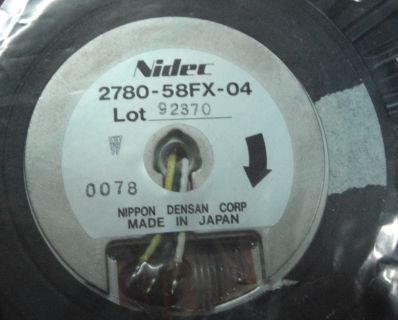 Nidec
2780-58FX-04
Lot 92370
0078
NIPPON DENSAN CORP
MADE IN JAPAN